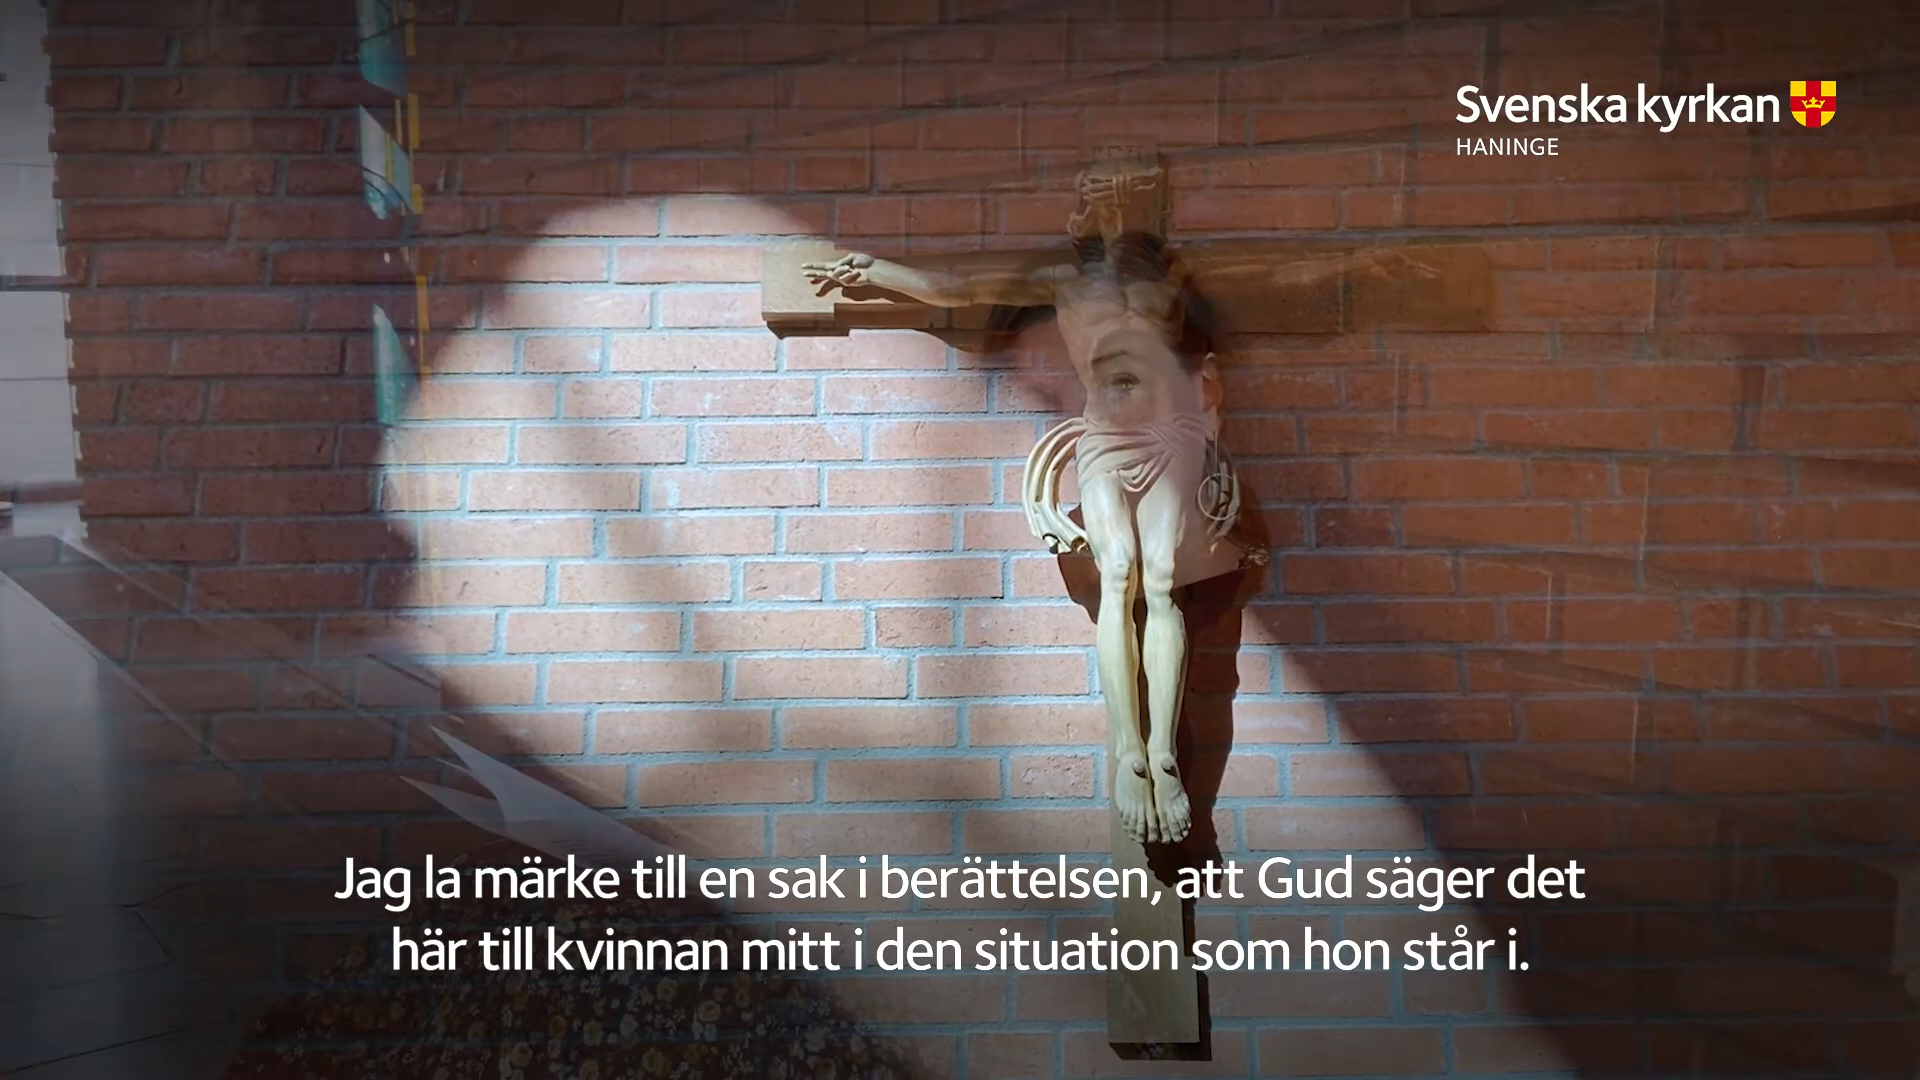 Svenska kyrkan
HANINGE
Jag la märke till en sak i berättelsen, att Gud säger det
här till kvinnan mitt i den situation som hon står i.